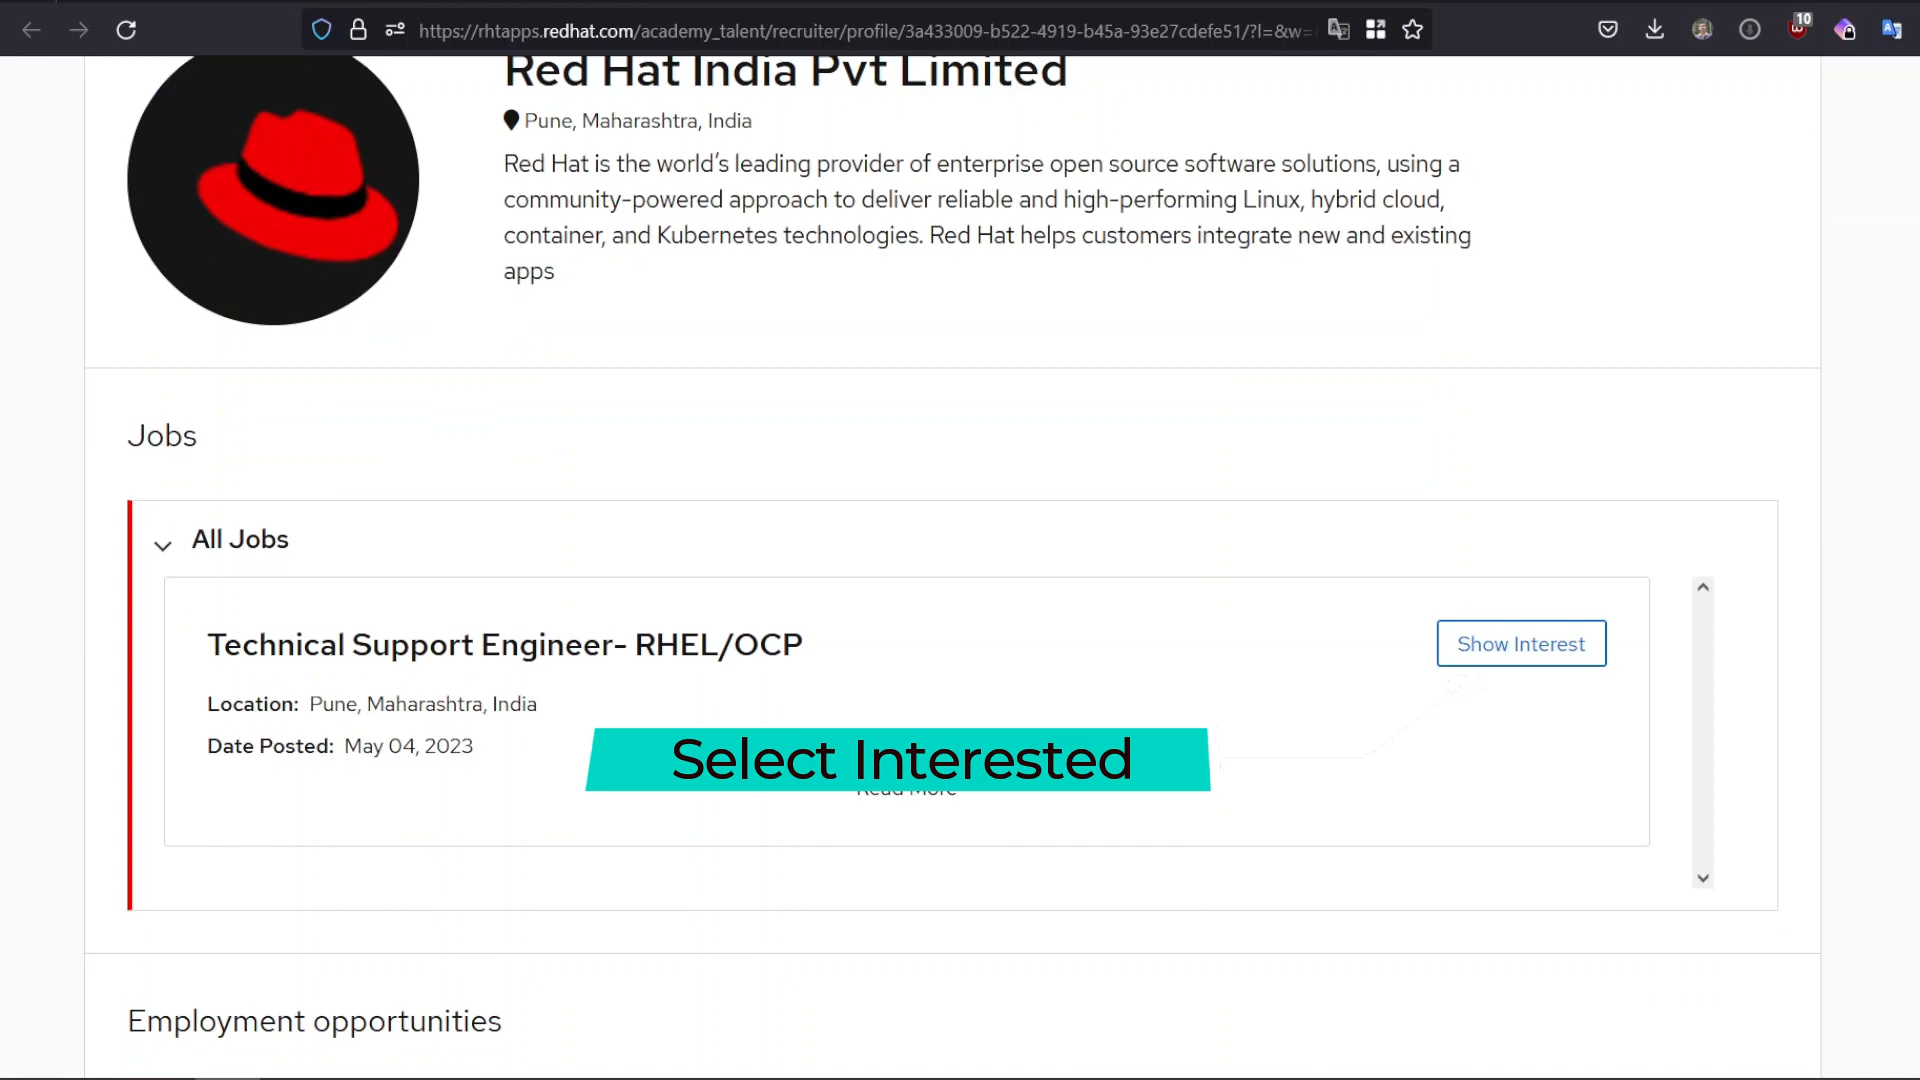 https://rhtapps.redhat.com/academy_talent/recruiter/profile/3a433009-b522-4919-b45a-93e27cdefe51/?l=&w=
10
Red Hat India Pvt Limited
Pune, Maharashtra, India
Red Hat is the world’s leading provider of enterprise open source software solutions, using a
community-powered approach to deliver reliable and high-performing Linux, hybrid cloud,
container, and Kubernetes technologies. Red Hat helps customers integrate new and existing
apps
Jobs
All Jobs
Technical Support Engineer- RHEL/OCP
Show Interest
Location: Pune, Maharashtra, India
Date Posted: May 04, 2023
Select Interested
Read More
Employment opportunities